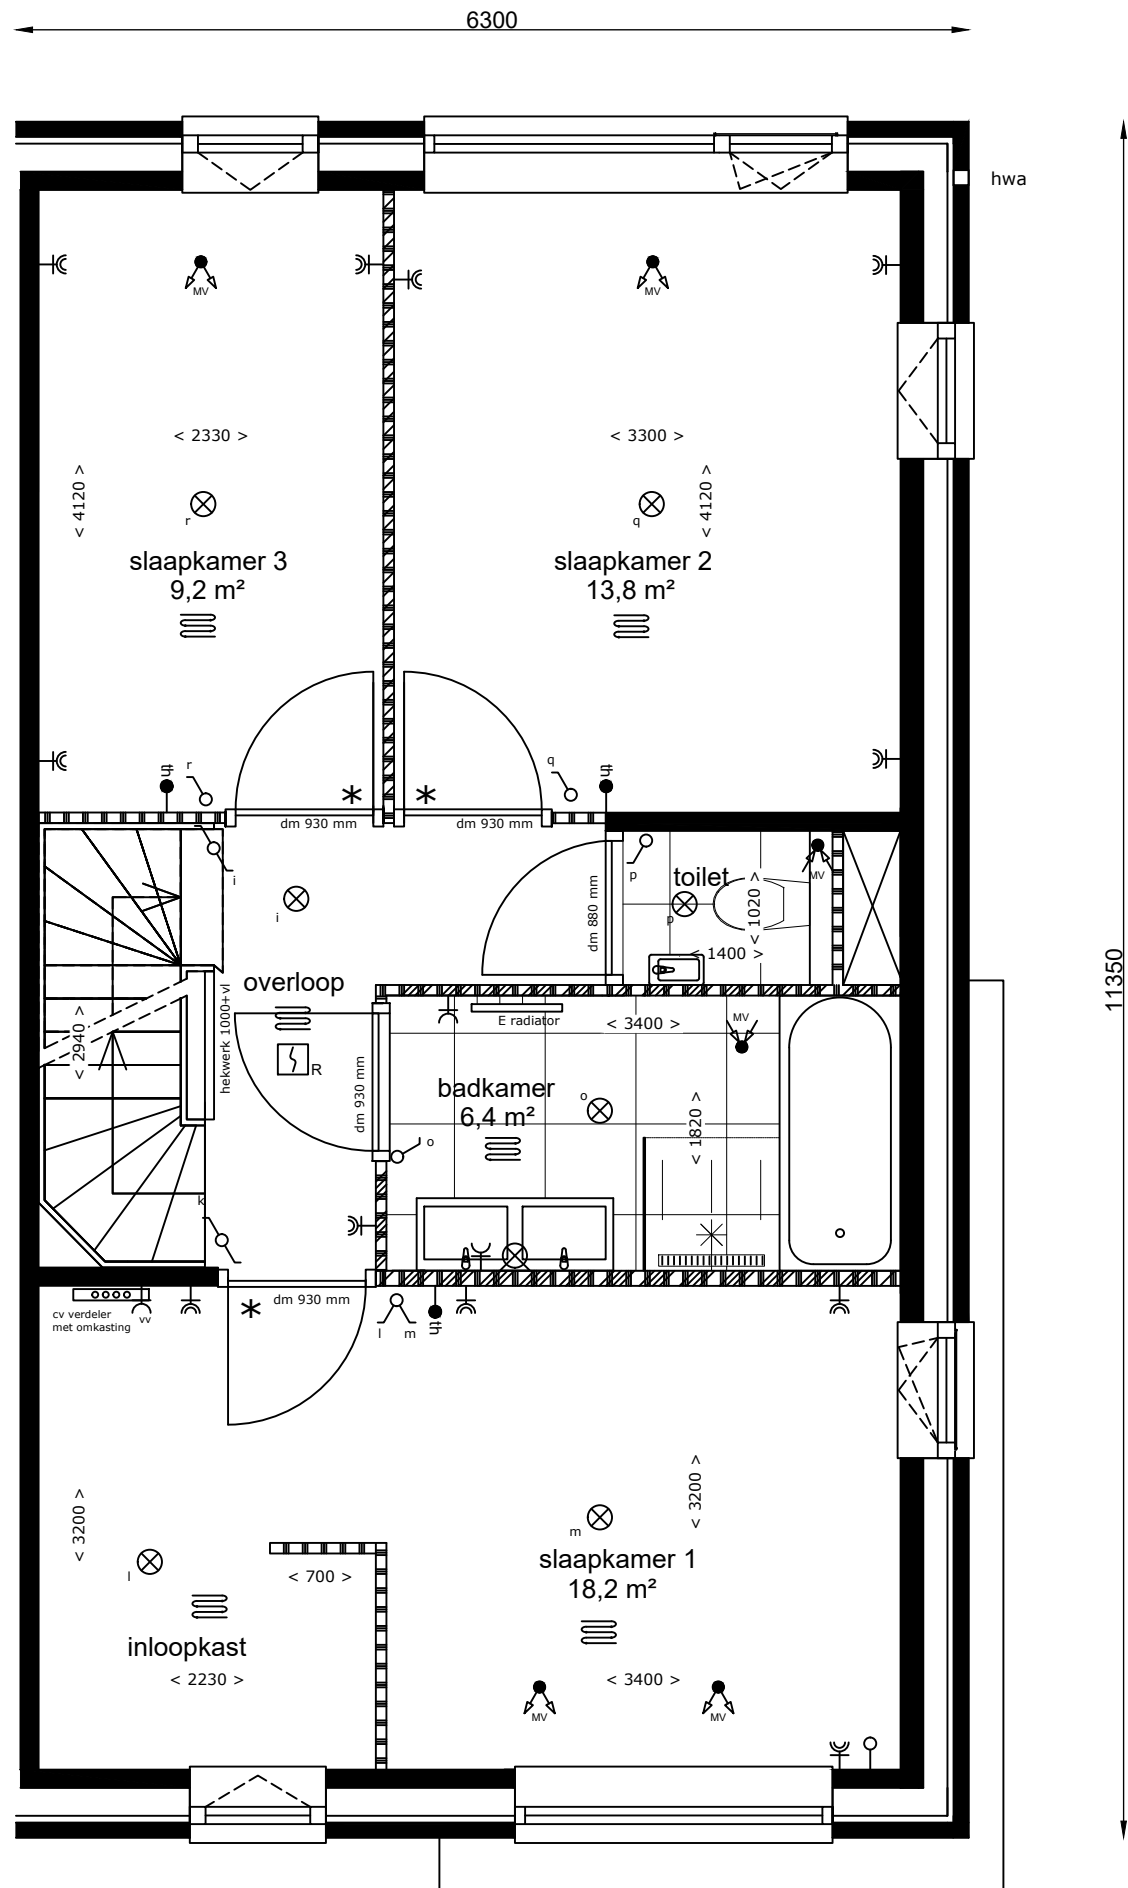 6300
hwa
MV
MV
< 2330 >
< 3300 >
< 4120 >
< 4120 >
r
q
slaapkamer 3
9,2 m²
slaapkamer 2
13,8 m²
th
r
q
th
*
*
dm 930 mm
dm 930 mm
i
i
p
toilet
MV
p
dm 880 mm
< 1020 >
< 1400 >
11350
overloop
hekwerk 1000+vl
< 2940 >
R
E radiator
< 3400 >
MV
dm 930 mm
badkamer
6,4 m²
o
< 1820 >
o
k
cv verdeler
met omkasting
vv
*
dm 930 mm
l
m
th
< 3200 >
< 3200 >
m
slaapkamer 1
18,2 m²
l
< 700 >
inloopkast
< 2230 >
< 3400 >
MV
MV